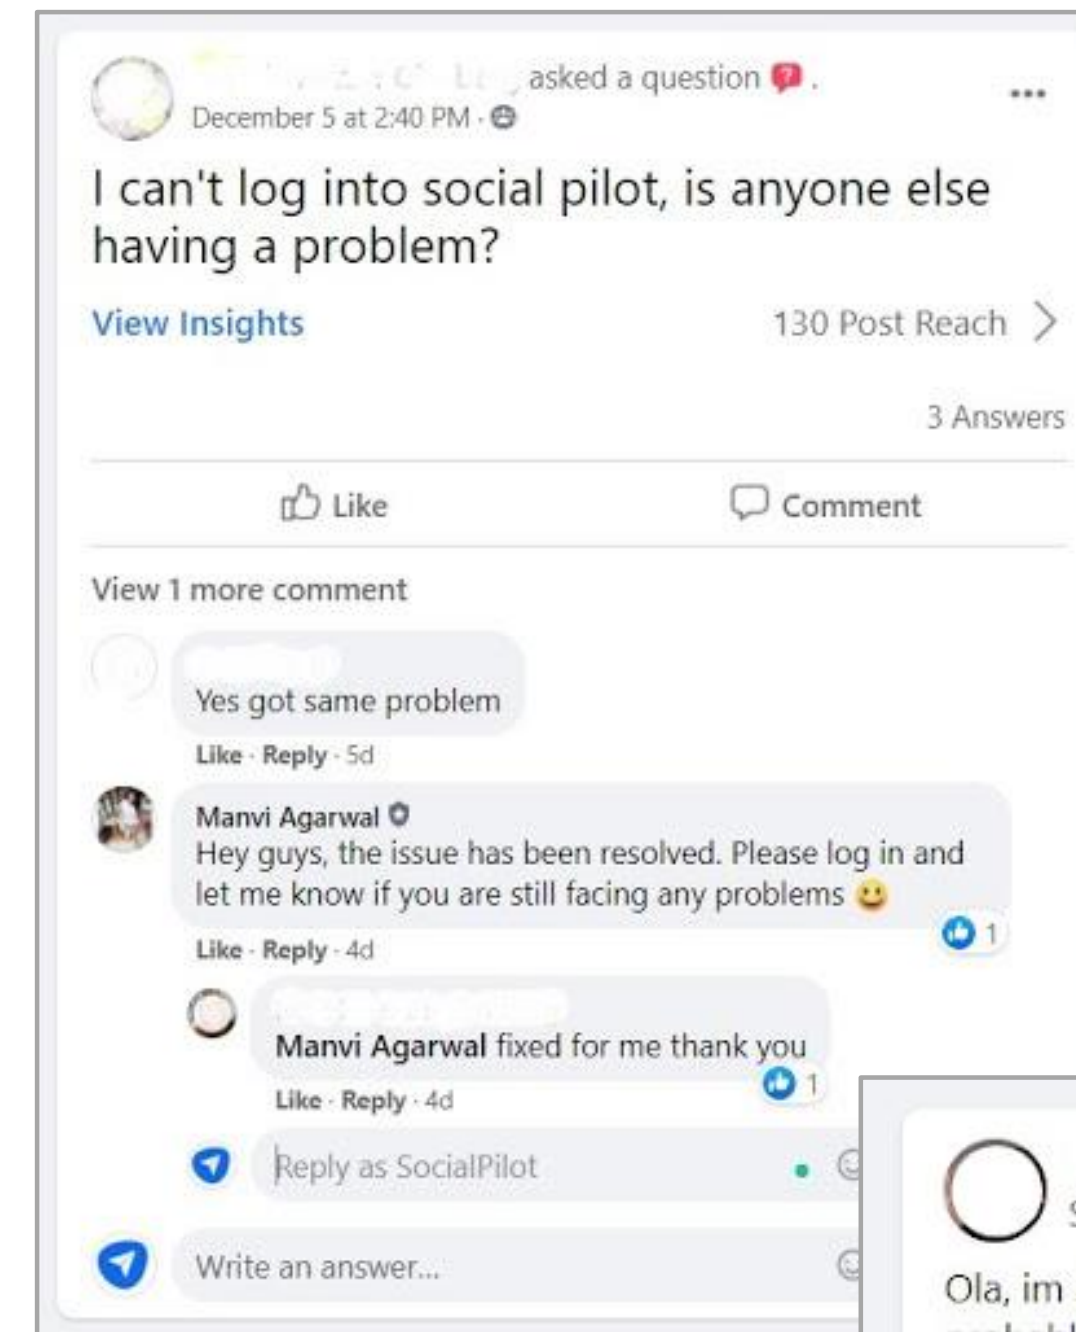 asked a question .
December 5 at 2:40 PM ·
I can't log into social pilot, is anyone else
having a problem?
View Insights
130 Post Reach
3 Answers
Like
Comment
View 1 more comment
Yes got same problem
Like · Reply · 5d
Manvi Agarwal
Hey guys, the issue has been resolved. Please log in and
let me know if you are still facing any problems 😃
1
Like · Reply · 4d
Manvi Agarwal fixed for me thank you
1
Like · Reply · 4d
Reply as SocialPilot
Write an answer...
Ola, im